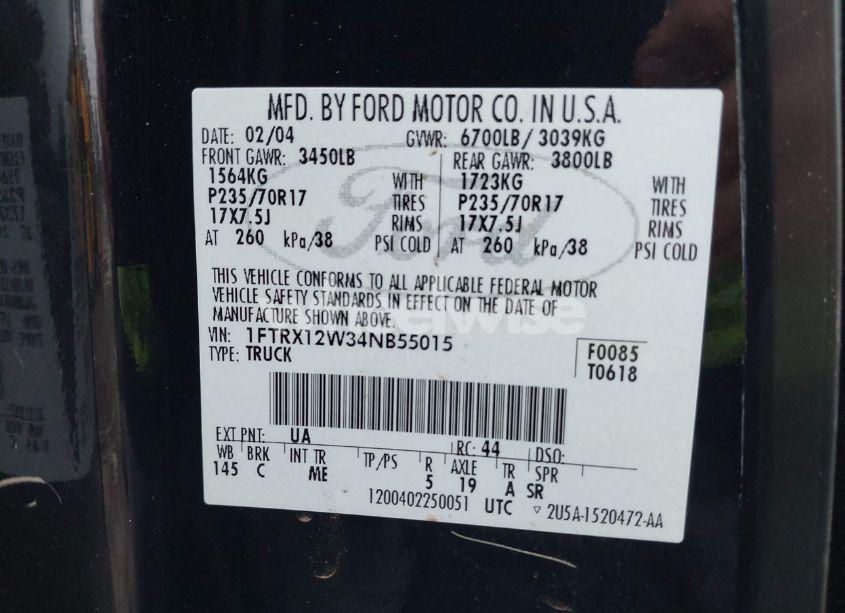 MFD. BY FORD MOTOR CO. IN U.S.A.
DATE: 02/04 GVWR: 6700LB/ 3039KG
FRONT GAWR: 3450LB REAR GAWR: 3800LB
1564KG WITH 1723KG WITH
P235/70R17 TIRES P235/70R17 TIRES
17X7.5J RIMS 17X7.5J RIMS
AT 260 kPa/38 PSI COLD AT 260 kPa/38 PSI COLD
Ford
THIS VEHICLE CONFORMS TO ALL APPLICABLE FEDERAL MOTOR
VEHICLE SAFETY STANDARDS IN EFFECT ON THE DATE OF
MANUFACTURE SHOWN ABOVE.
VIN: 1FTRX12W34NB55015
TYPE: TRUCK
F0085
T0618
EXT PNT: UA RC: 44 DSO:
WB BRK INT TR TP/PS R AXLE TR SPR
145 C ME 5 19 A SR
1200402250051 UTC ▽ 2U5A-1520472-AA